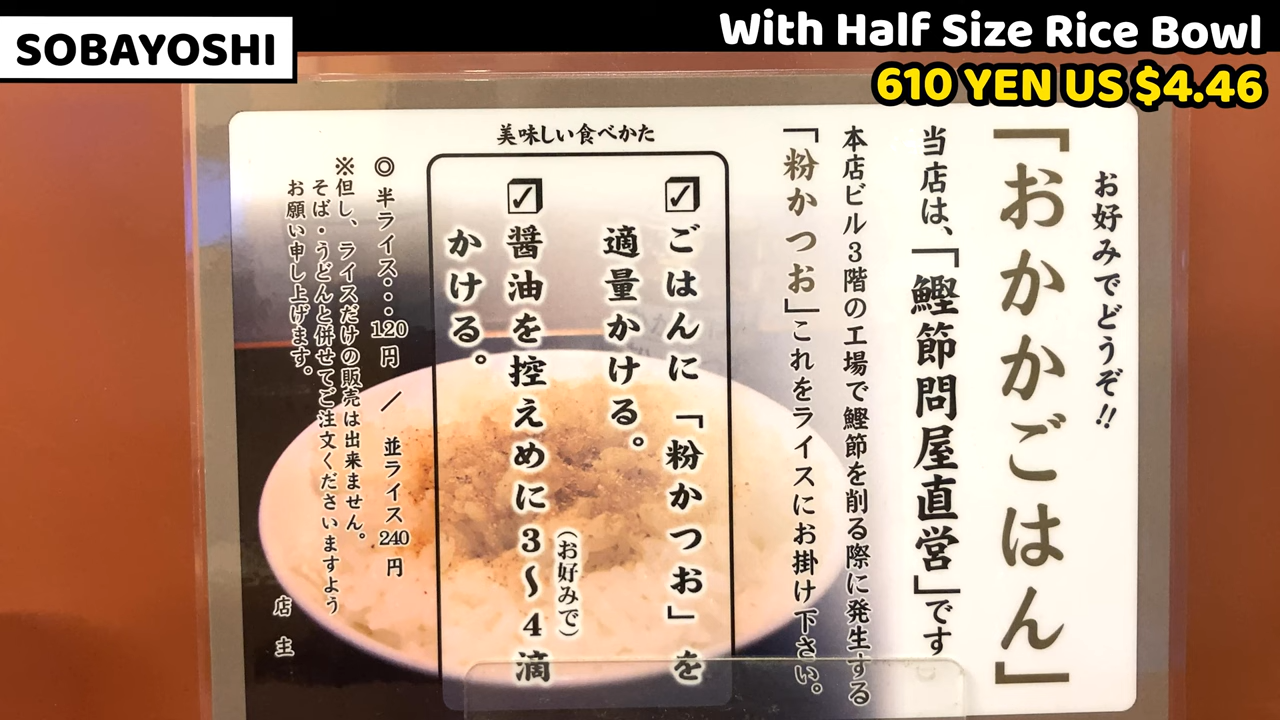 SOBAYOSHI
With Half Size Rice Bowl
610 YEN US $4.46
お好みでどうぞ!!
「おかかごはん」
当店は、「鰹節問屋直営」です
本店ビル3階の工場で鰹節を削る際に発生する
「粉かつお」これをライスにお掛け下さい。
美味しい食べかた
☑ごはんに「粉かつお」を
適量かける。
(お好みで)
☑醤油を控えめに3〜4滴
かける。
◎ 半ライス・・・120円 / 並ライス240円
※但し、ライスだけの販売は出来ません。
そば・うどんと併せてご注文くださいますよう
お願い申し上げます。
店主